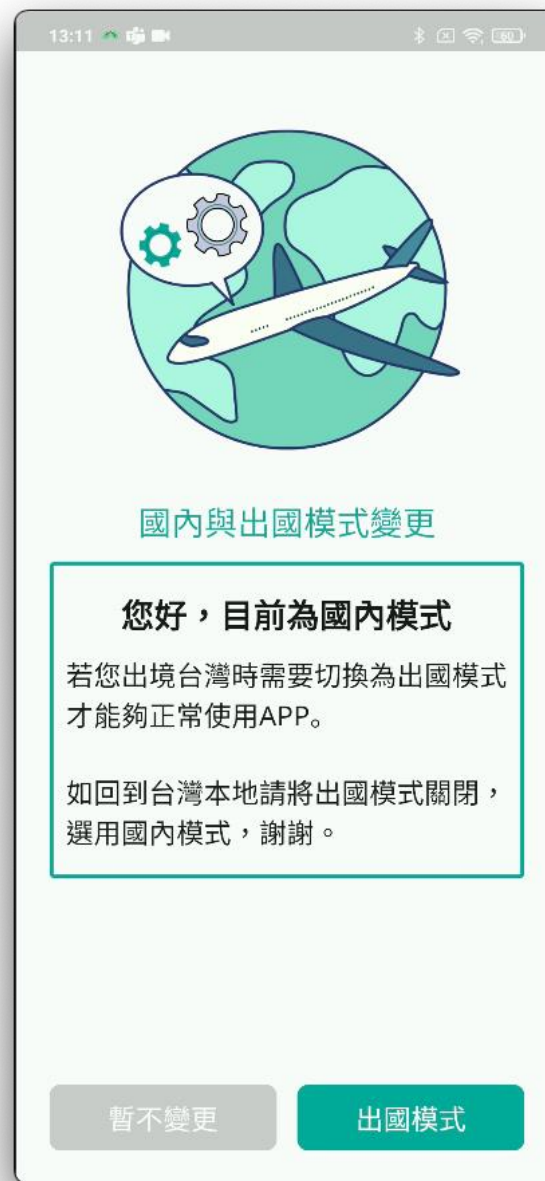 13:11
60
國內與出國模式變更
您好，目前為國內模式
若您出境台灣時需要切換為出國模式
才能夠正常使用APP。
如回到台灣本地請將出國模式關閉，
選用國內模式，謝謝。
暫不變更
出國模式